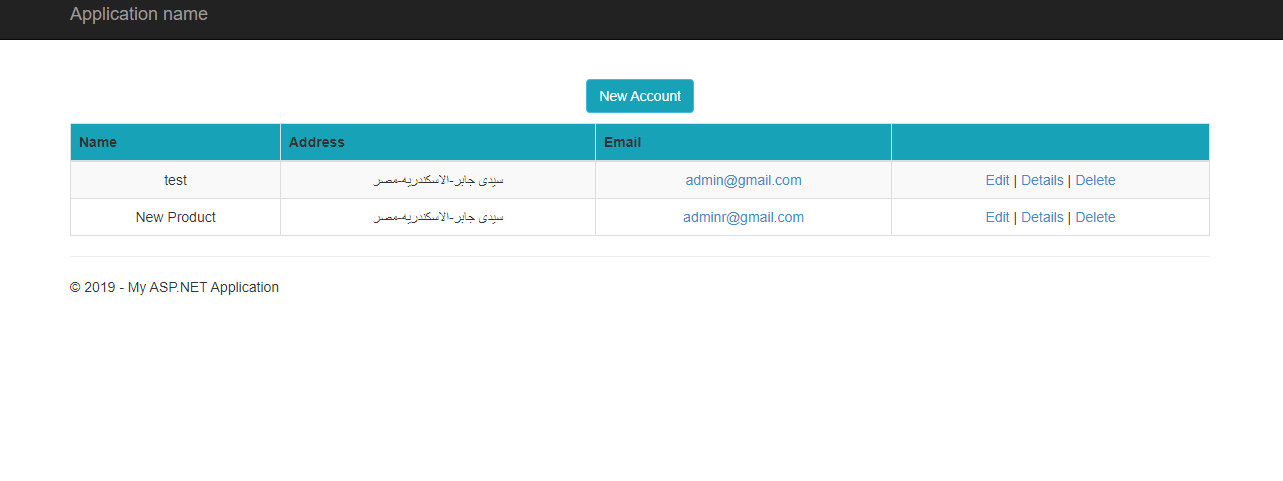 Application name
New Account
Name Address Email
test سيدى جابر-الاسكندريه-مصر admin@gmail.com Edit | Details | Delete
New Product سيدى جابر-الاسكندريه-مصر adminr@gmail.com Edit | Details | Delete
© 2019 - My ASP.NET Application